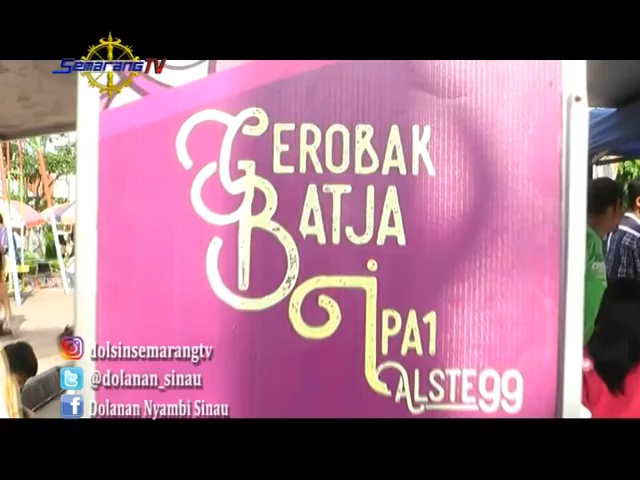 SemarangTV
GEROBAK
BATJA
IPA1
ALSTE99
dolsinsemarangtv
@dolanan_sinau
Dolanan Nyambi Sinau